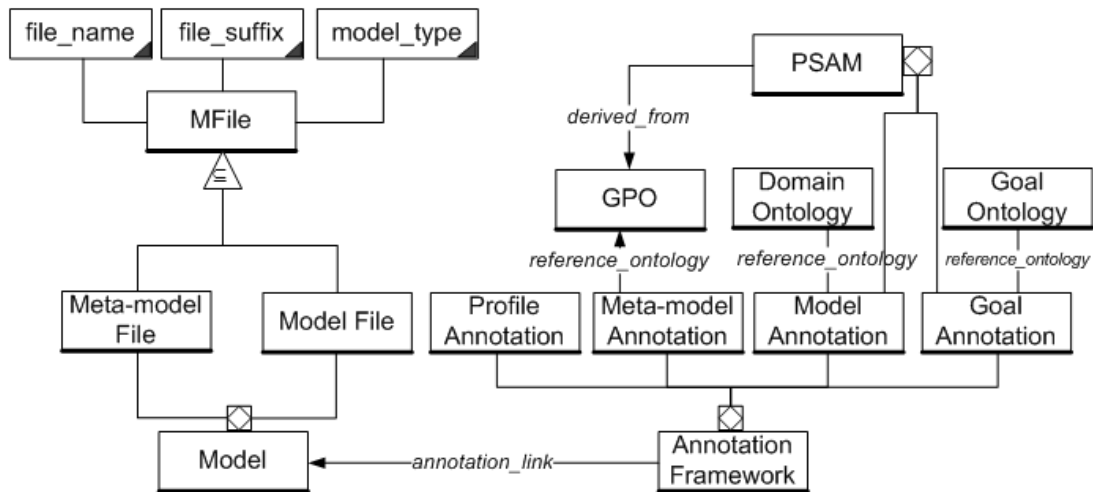 file_name
file_suffix
model_type
MFile
PSAM
derived_from
GPO
Domain
Ontology
Goal
Ontology
reference_ontology
reference_ontology
reference_ontology
Meta-model
File
Model File
Profile
Annotation
Meta-model
Annotation
Model
Annotation
Goal
Annotation
Model
annotation_link
Annotation
Framework